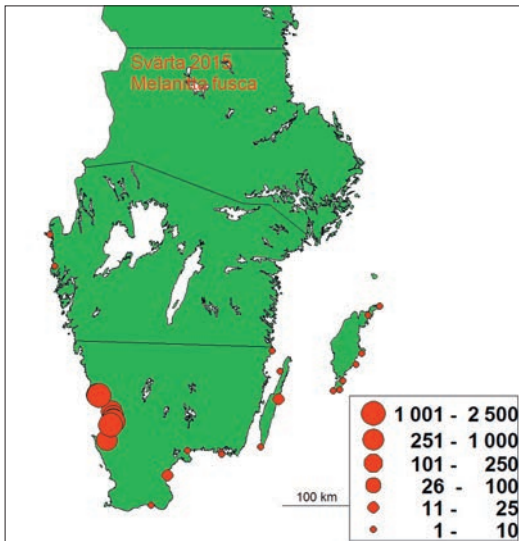 Svärta 2015
Melanitta fusca
100 km
1 001 - 2 500
251 - 1 000
101 - 250
26 - 100
11 - 25
1 - 10